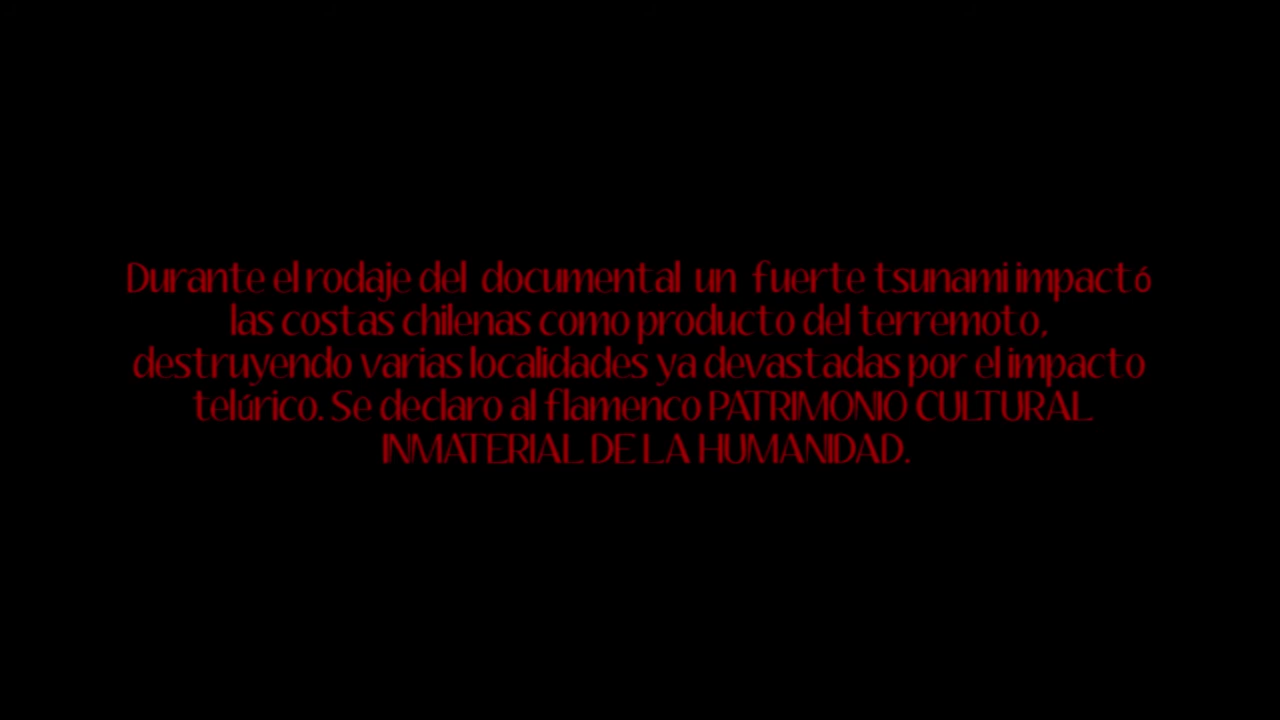 Durante el rodaje del documental un fuerte tsunami impactó
las costas chilenas como producto del terremoto,
destruyendo varias localidades ya devastadas por el impacto
telúrico. Se declaro al flamenco PATRIMONIO CULTURAL
INMATERIAL DE LA HUMANIDAD.